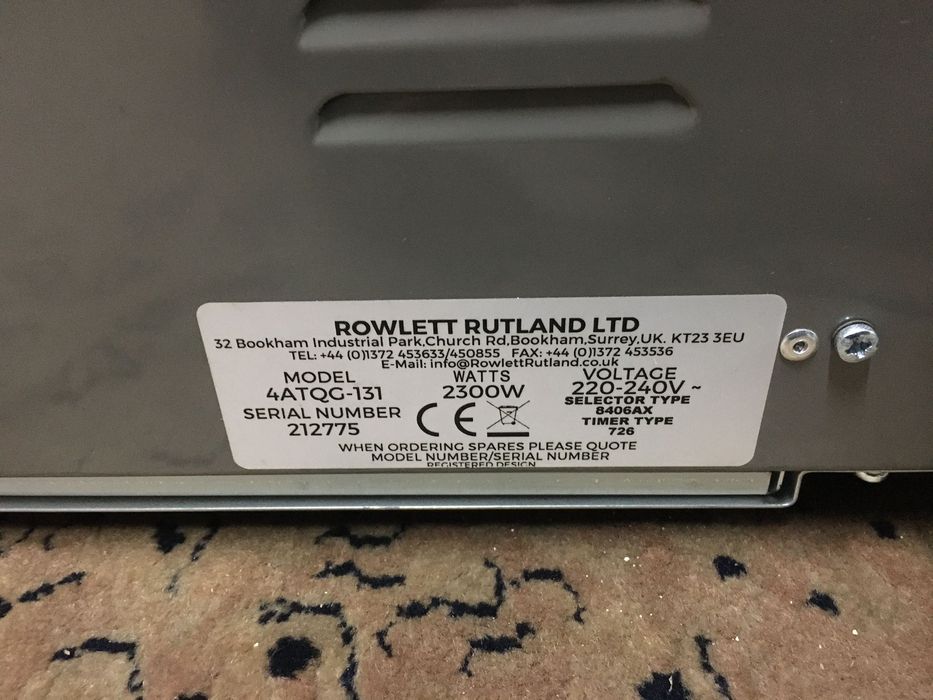 ROWLETT RUTLAND LTD
32 Bookham Industrial Park,Church Rd,Bookham,Surrey,UK. KT23 3EU
TEL: +44 (0)1372 453633/450855 FAX: +44 (0)1372 453536
E-Mail: info@RowlettRutland.co.uk
MODEL WATTS VOLTAGE
4ATQG-131 2300W 220-240V ~
SELECTOR TYPE
SERIAL NUMBER CE 8406AX
TIMER TYPE
212775 726
WHEN ORDERING SPARES PLEASE QUOTE
MODEL NUMBER/SERIAL NUMBER
REGISTERED DESIGN